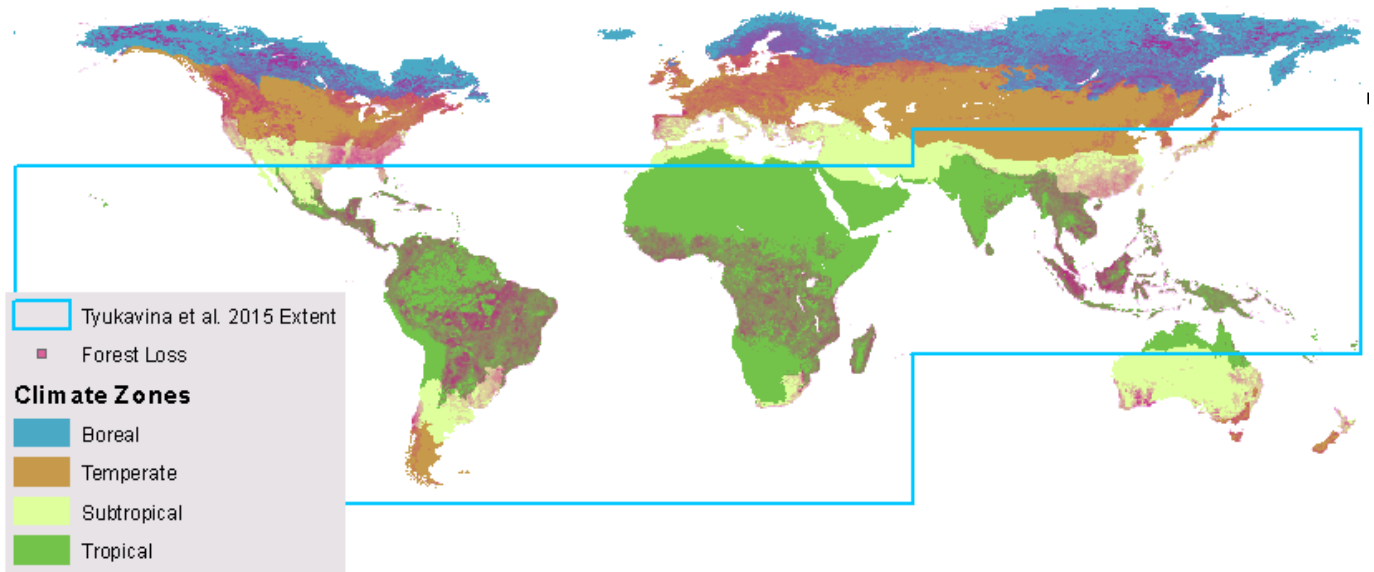 Tyukavina et al. 2015 Extent
Forest Loss
Climate Zones
Boreal
Temperate
Subtropical
Tropical